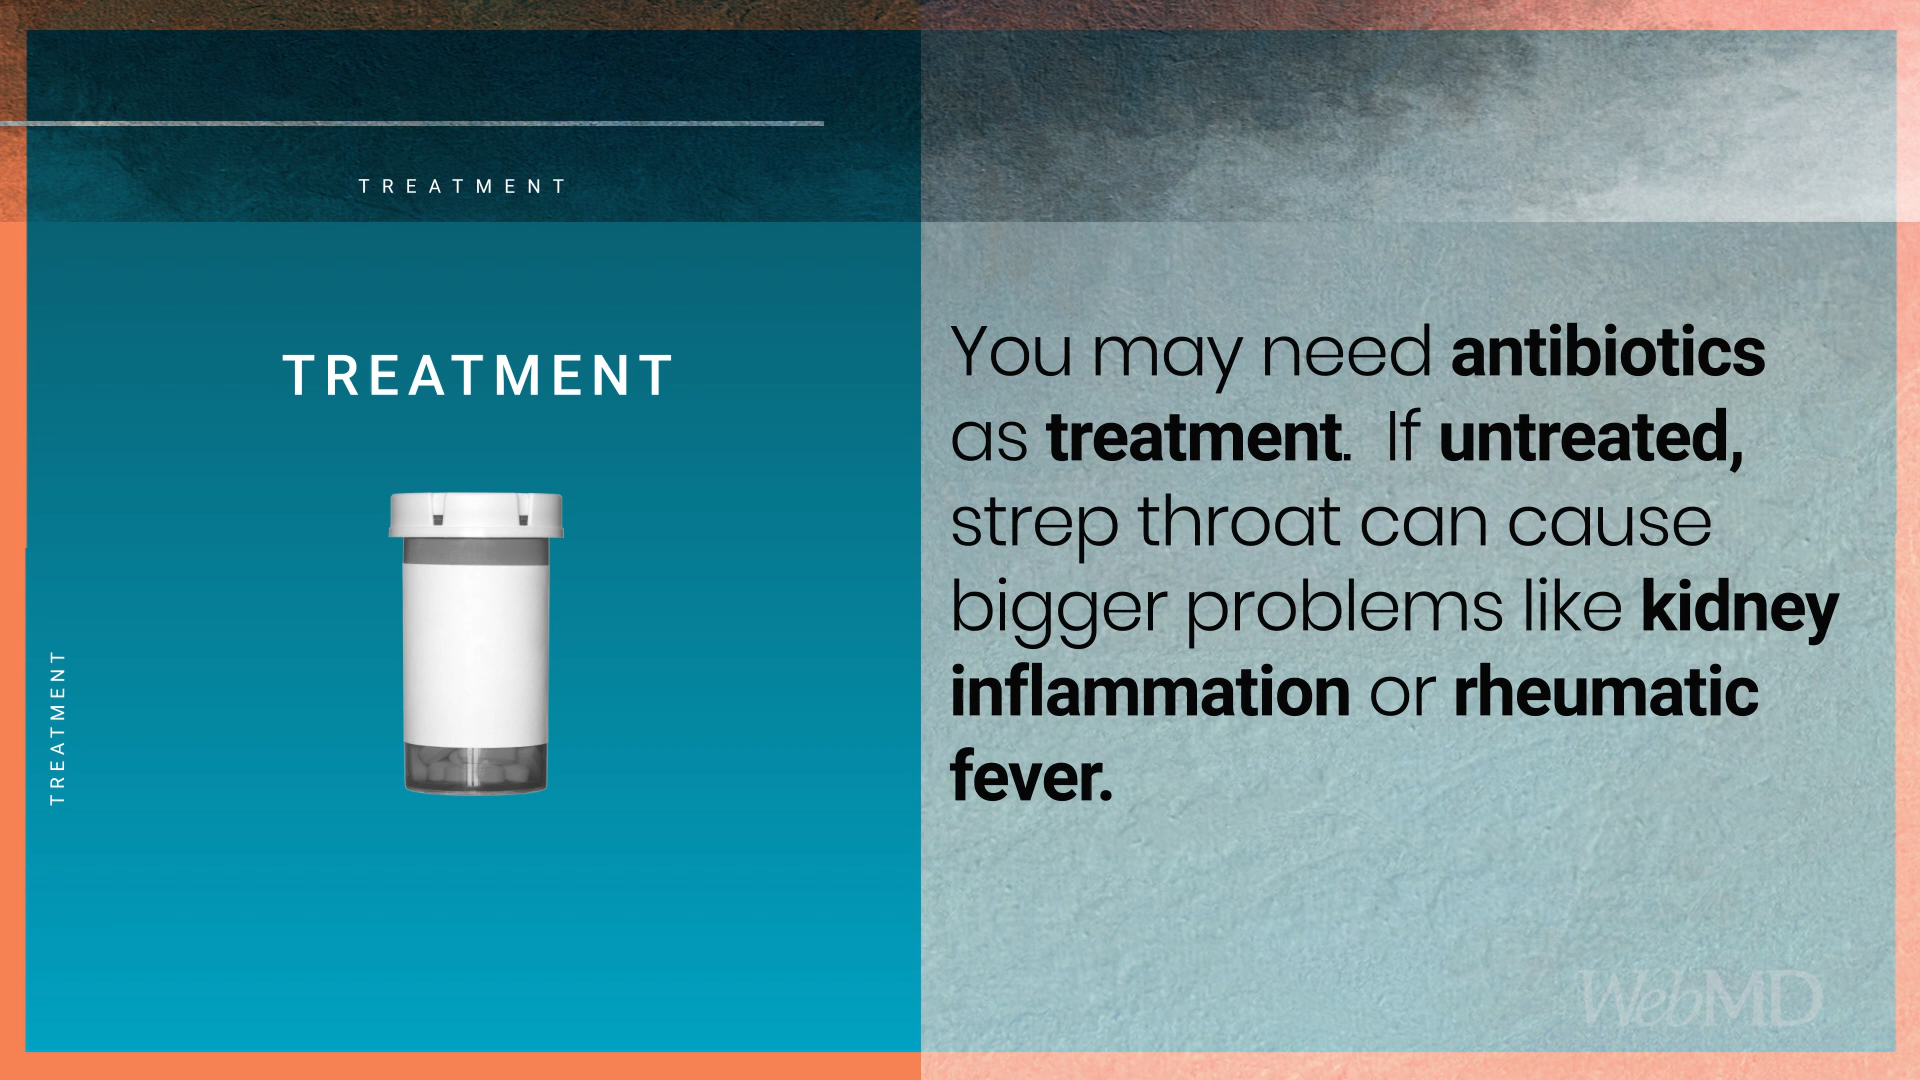 TREATMENT
TREATMENT
TREATMENT
You may need antibiotics
as treatment.  If untreated,
strep throat can cause
bigger problems like kidney
inflammation or rheumatic
fever.
WebMD